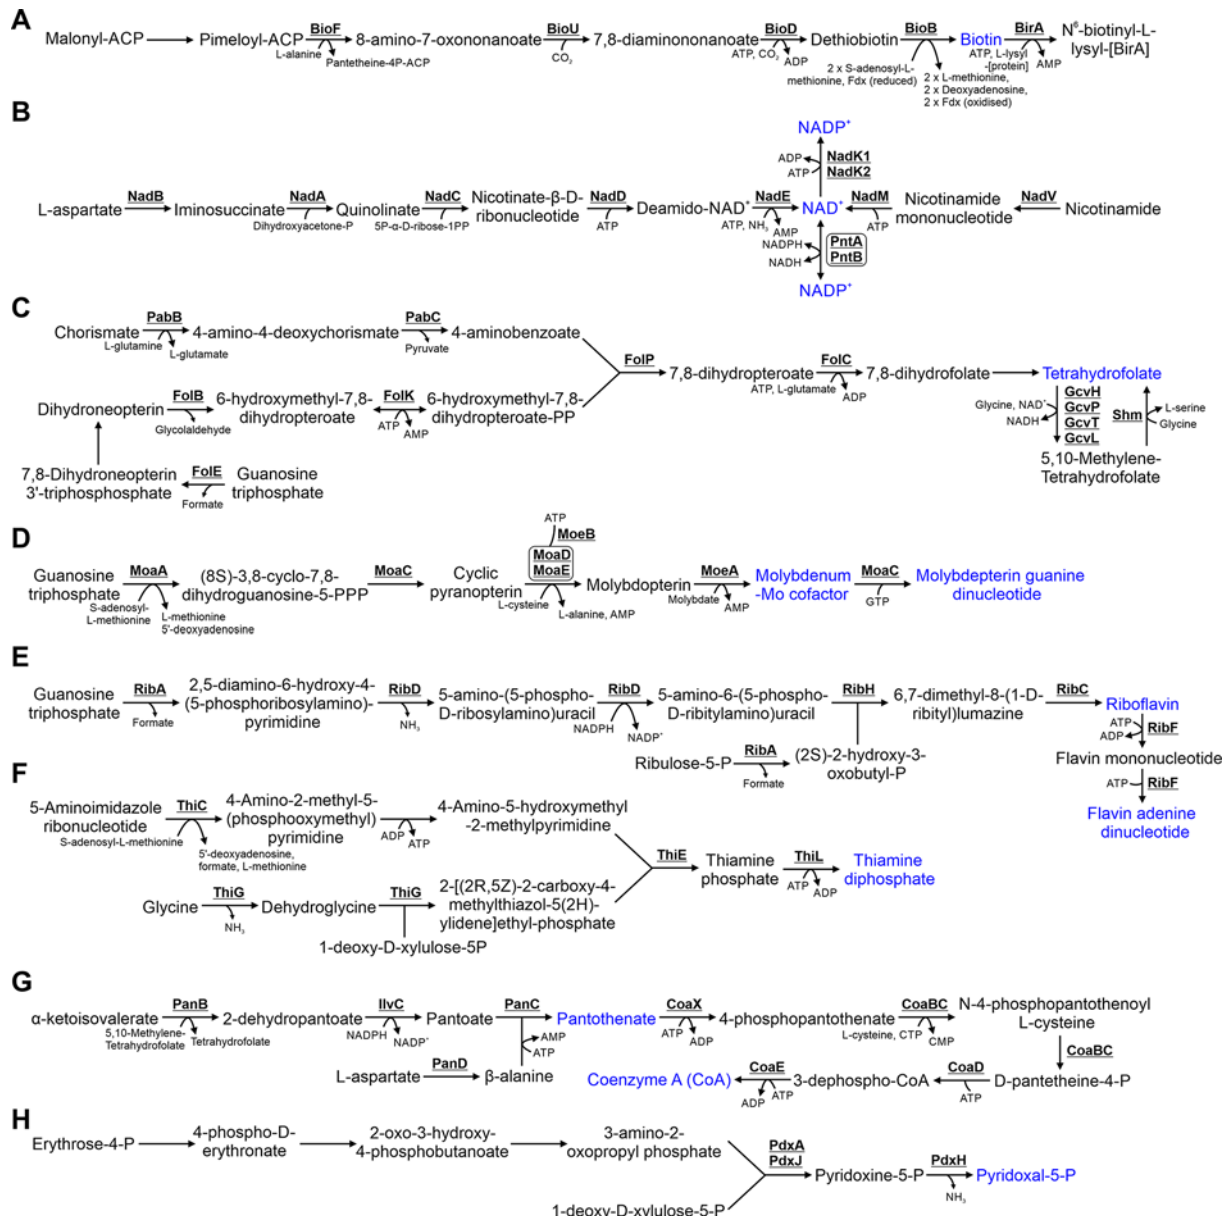 A
Malonyl-ACP
Pimeloyl-ACP
BioF
L-alanine
Pantetheine-4P-ACP
8-amino-7-oxononanoate
BioU
CO₂
7,8-diaminononanoate
BioD
ATP, CO₂
ADP
Dethiobiotin
BioB
2 x S-adenosyl-L-
methionine, Fdx (reduced)
2 x L-methionine,
2 x Deoxyadenosine,
2 x Fdx (oxidised)
Biotin
BirA
ATP, L-lysyl
-[protein]
AMP
N⁶-biotinyl-L-
lysyl-[BirA]
B
NADP⁺
ADP
ATP
NadK1
NadK2
L-aspartate
NadB
Iminosuccinate
NadA
Dihydroxyacetone-P
Quinolinate
NadC
5P-α-D-ribose-1PP
Nicotinate-β-D-
ribonucleotide
NadD
ATP
Deamido-NAD⁺
NadE
ATP, NH₃
AMP
NAD⁺
NadM
ATP
Nicotinamide
mononucleotide
NadV
Nicotinamide
NADPH
NADH
PntA
PntB
NADP⁺
C
Chorismate
PabB
L-glutamine
L-glutamate
4-amino-4-deoxychorismate
PabC
Pyruvate
4-aminobenzoate
FolP
7,8-dihydropteroate
FolC
ATP, L-glutamate
ADP
7,8-dihydrofolate
Tetrahydrofolate
Dihydroneopterin
FolB
Glycolaldehyde
6-hydroxymethyl-7,8-
dihydropteroate
FolK
ATP
AMP
6-hydroxymethyl-7,8-
dihydropteroate-PP
Glycine, NAD⁺
NADH
GcvH
GcvP
GcvT
GcvL
Shm
L-serine
Glycine
5,10-Methylene-
Tetrahydrofolate
7,8-Dihydroneopterin
3'-triphosphosphate
FolE
Formate
Guanosine
triphosphate
D
Guanosine
triphosphate
MoaA
S-adenosyl-
L-methionine
L-methionine
5'-deoxyadenosine
(8S)-3,8-cyclo-7,8-
dihydroguanosine-5-PPP
MoaC
Cyclic
pyranopterin
ATP
MoeB
MoaD
MoaE
L-cysteine
L-alanine, AMP
Molybdopterin
MoeA
Molybdate
AMP
Molybdenum
-Mo cofactor
MoaC
GTP
Molybdepterin guanine
dinucleotide
E
Guanosine
triphosphate
RibA
Formate
2,5-diamino-6-hydroxy-4-
(5-phosphoribosylamino)-
pyrimidine
RibD
NH₃
5-amino-(5-phospho-
D-ribosylamino)uracil
RibD
NADPH
NADP⁺
5-amino-6-(5-phospho-
D-ribitylamino)uracil
RibH
6,7-dimethyl-8-(1-D-
ribityl)lumazine
RibC
Riboflavin
ATP
ADP
RibF
Ribulose-5-P
RibA
Formate
(2S)-2-hydroxy-3-
oxobutyl-P
Flavin mononucleotide
ATP
RibF
Flavin adenine
dinucleotide
F
5-Aminoimidazole
ribonucleotide
ThiC
S-adenosyl-L-methionine
5'-deoxyadenosine,
formate, L-methionine
4-Amino-2-methyl-5-
(phosphooxymethyl)
pyrimidine
ADP
ATP
4-Amino-5-hydroxymethyl
-2-methylpyrimidine
ThiE
Thiamine
phosphate
ThiL
ATP
ADP
Thiamine
diphosphate
Glycine
ThiG
NH₃
Dehydroglycine
ThiG
2-[(2R,5Z)-2-carboxy-4-
methylthiazol-5(2H)-
ylidene]ethyl-phosphate
1-deoxy-D-xylulose-5P
G
α-ketoisovalerate
PanB
5,10-Methylene-
Tetrahydrofolate
Tetrahydrofolate
2-dehydropantoate
IlvC
NADPH
NADP⁺
Pantoate
PanC
AMP
ATP
Pantothenate
CoaX
ATP
ADP
4-phosphopantothenate
CoaBC
L-cysteine, CTP
CMP
N-4-phosphopantothenoyl
L-cysteine
CoaBC
L-aspartate
PanD
β-alanine
Coenzyme A (CoA)
CoaE
ADP
ATP
3-dephospho-CoA
CoaD
ATP
D-pantetheine-4-P
H
Erythrose-4-P
4-phospho-D-
erythronate
2-oxo-3-hydroxy-
4-phosphobutanoate
3-amino-2-
oxopropyl phosphate
PdxA
PdxJ
Pyridoxine-5-P
PdxH
NH₃
Pyridoxal-5-P
1-deoxy-D-xylulose-5-P